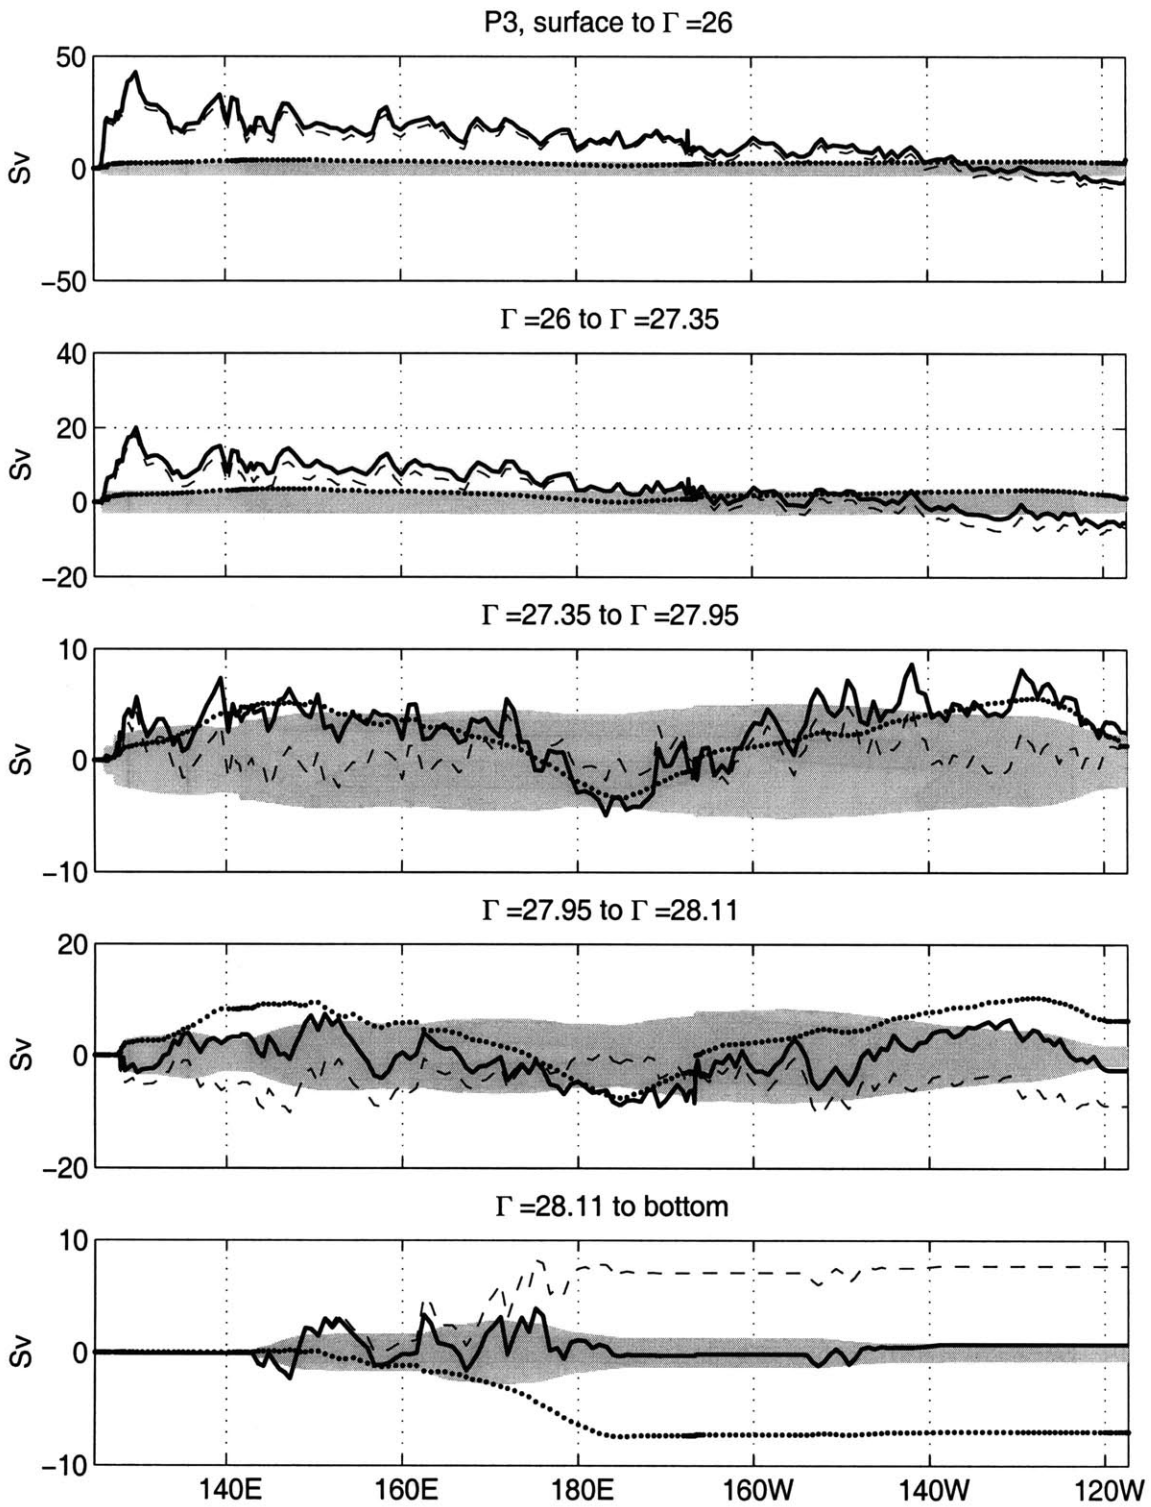 P3, surface to Γ =26
50
0
−50
Sv
Γ =26 to Γ =27.35
40
20
0
−20
Sv
Γ =27.35 to Γ =27.95
10
0
−10
Sv
Γ =27.95 to Γ =28.11
20
0
−20
Sv
Γ =28.11 to bottom
10
0
−10
Sv
140E 160E 180E 160W 140W 120W